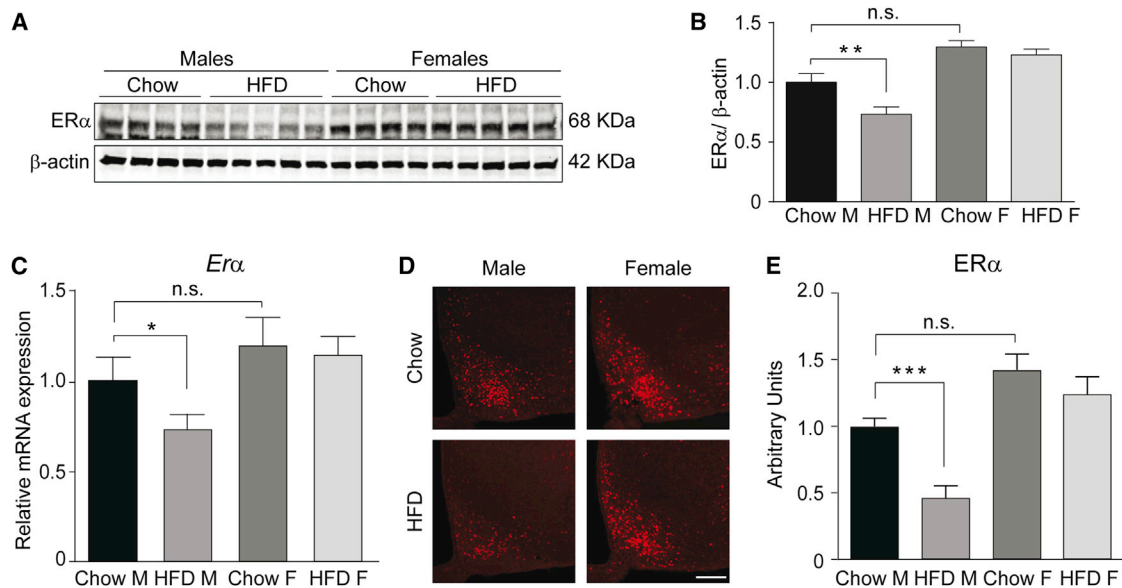 A
Males Females
Chow HFD Chow HFD
ERα 68 KDa
β-actin 42 KDa
B
n.s.
**
ERα/ β-actin
1.5
1.0
0.5
0
Chow M HFD M Chow F HFD F
C
Erα
n.s.
*
Relative mRNA expression
1.5
1.0
0.5
0
Chow M HFD M Chow F HFD F
D
Male Female
Chow
HFD
E
ERα
n.s.
***
Arbitrary Units
2.0
1.5
1.0
0.5
0
Chow M HFD M Chow F HFD F